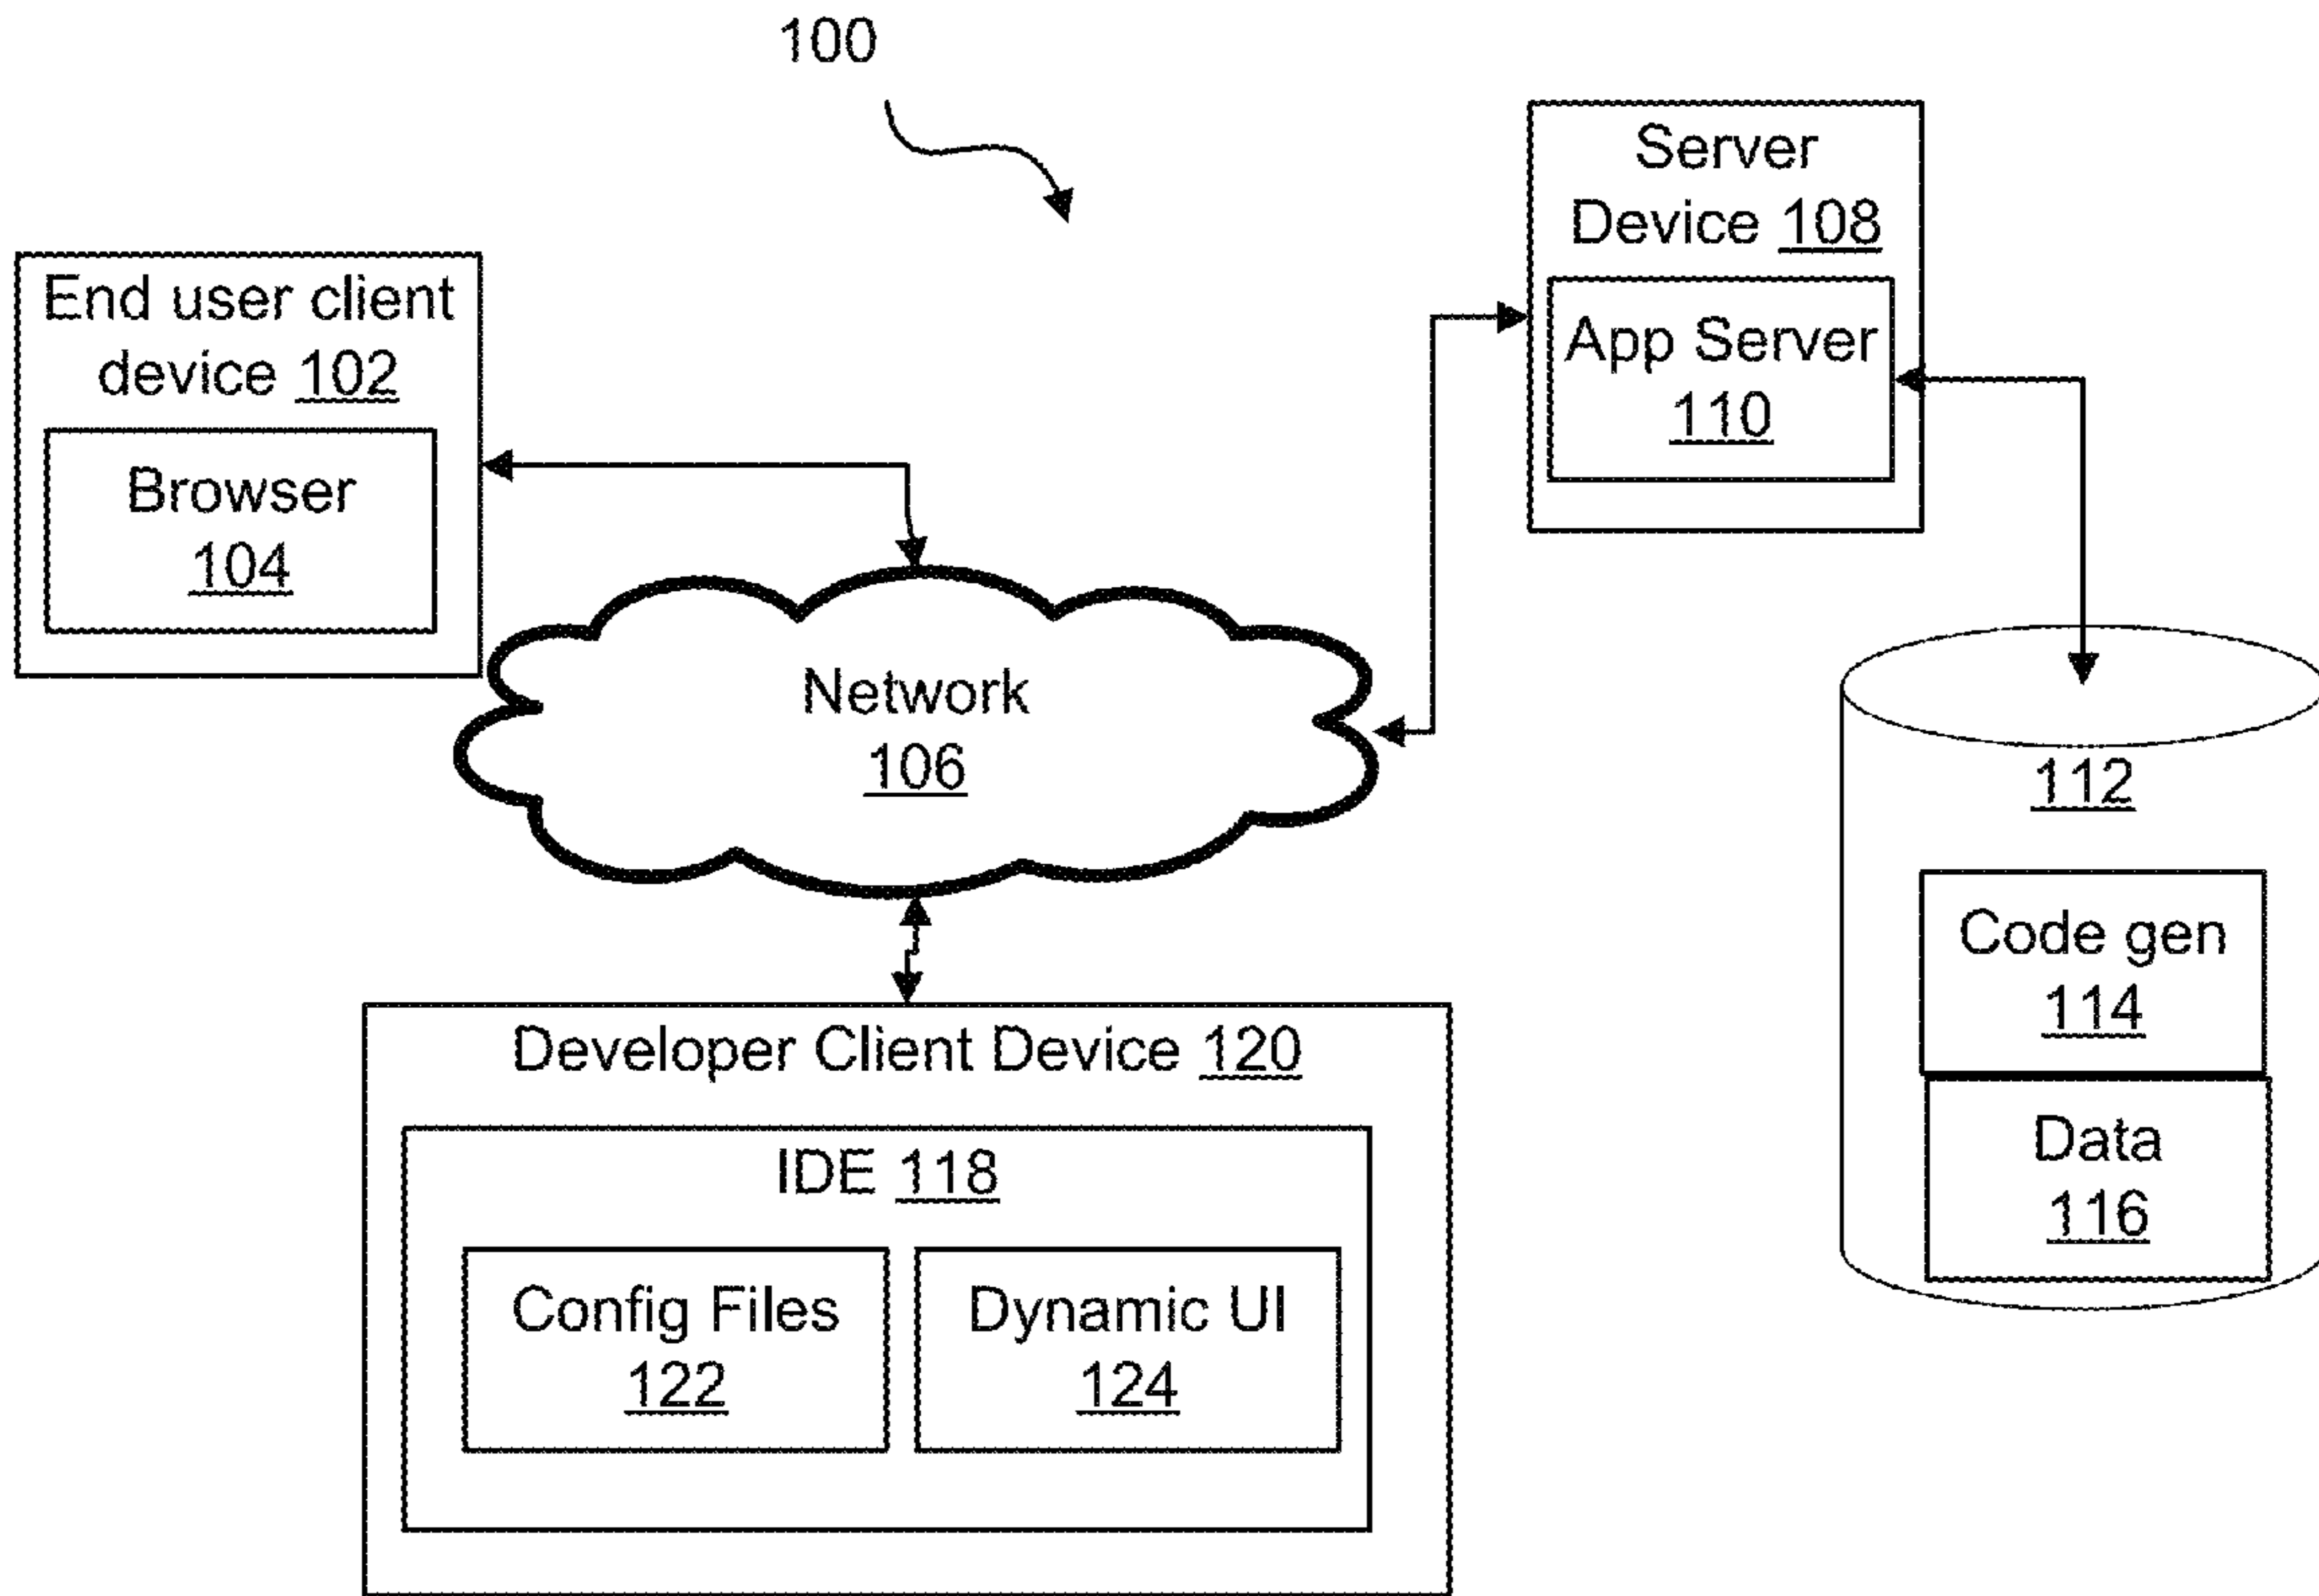 100
Server
Device 108
App Server
110
End user client
device 102
Browser
104
Network
106
112
Code gen
114
Data
116
Developer Client Device 120
IDE 118
Config Files
122
Dynamic UI
124